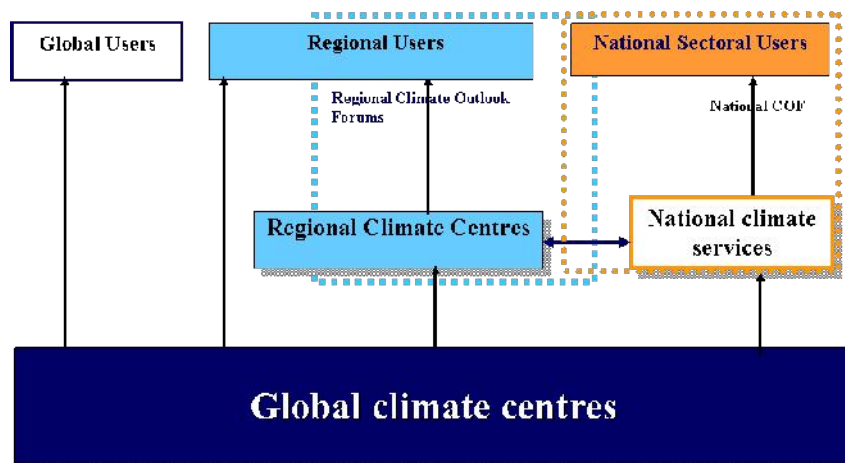 Global Users
Regional Users
National Sectoral Users
Regional Climate Outlook
Forums
National COF
Regional Climate Centres
National climate
services
Global climate centres